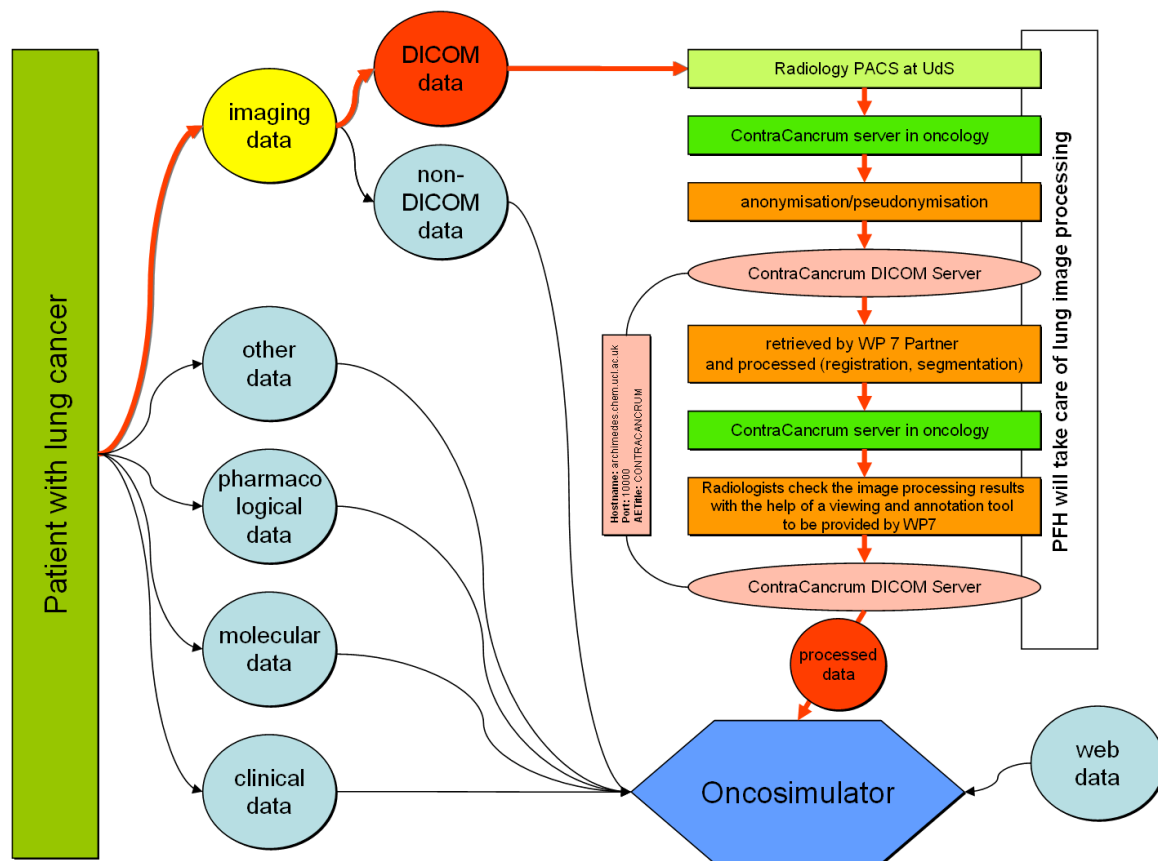 Patient with lung cancer
imaging
data
DICOM
data
non-
DICOM
data
other
data
pharmaco
logical
data
molecular
data
clinical
data
Radiology PACS at UdS
ContraCancrum server in oncology
anonymisation/pseudonymisation
ContraCancrum DICOM Server
retrieved by WP 7 Partner
and processed (registration, segmentation)
ContraCancrum server in oncology
Radiologists check the image processing results
with the help of a viewing and annotation tool
to be provided by WP7
ContraCancrum DICOM Server
Hostname: archimedes.chem.ucl.ac.uk
Port: 10000
AETitle: CONTRACANCRUM
PFH will take care of lung image processing
processed
data
Oncosimulator
web
data